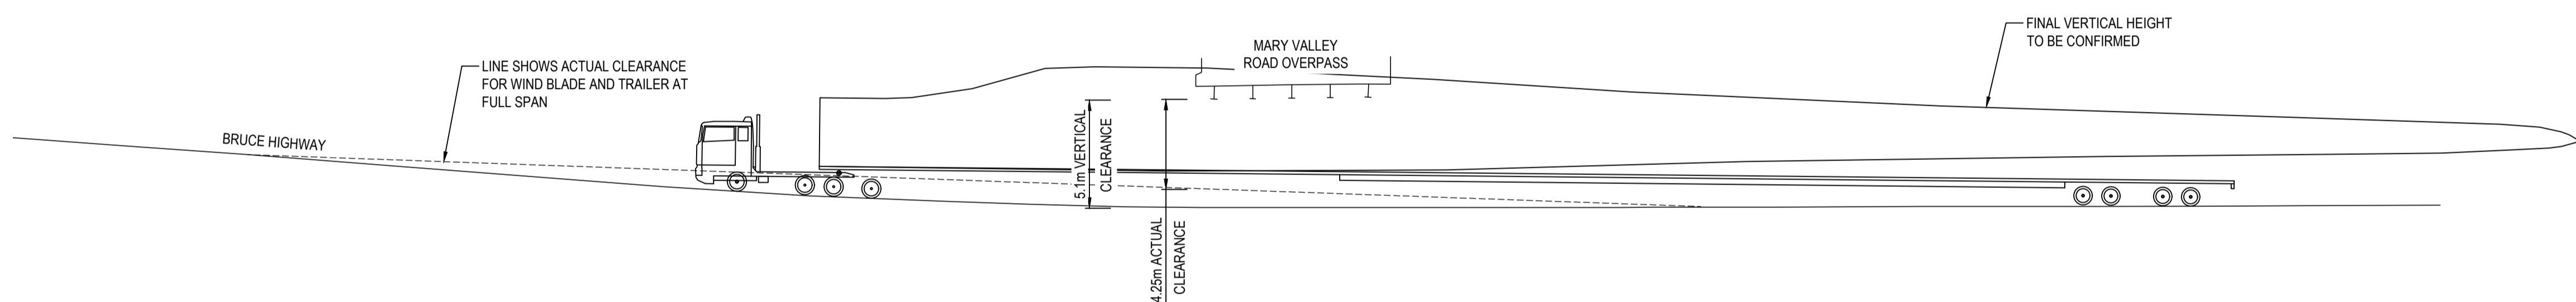 BRUCE HIGHWAY
LINE SHOWS ACTUAL CLEARANCE
FOR WIND BLADE AND TRAILER AT
FULL SPAN
5.1m VERTICAL
CLEARANCE
4.25m ACTUAL
CLEARANCE
MARY VALLEY
ROAD OVERPASS
FINAL VERTICAL HEIGHT
TO BE CONFIRMED